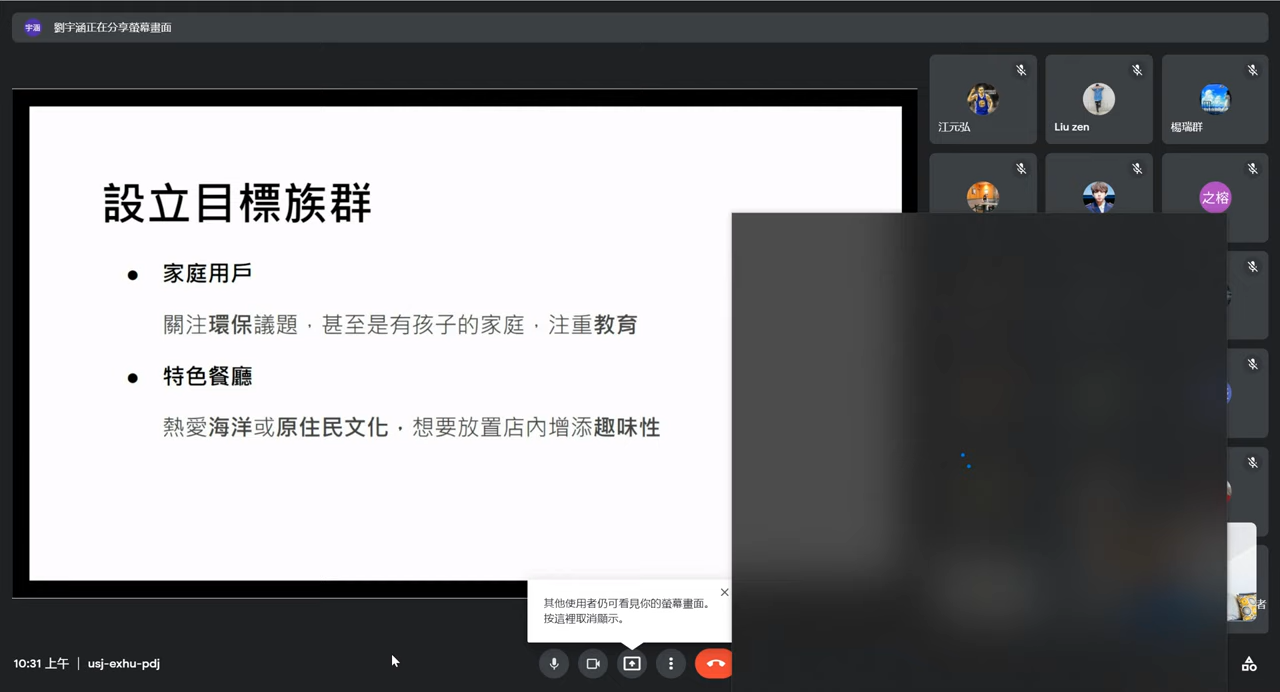 宇涵 劉宇涵正在分享螢幕畫面
江元弘
Liu zen
楊瑞群
之榕
設立目標族群
● 家庭用戶
關注環保議題，甚至是有孩子的家庭，注重教育
● 特色餐廳
熱愛海洋或原住民文化，想要放置店內增添趣味性
其他使用者仍可看見你的螢幕畫面。
按這裡取消顯示。
者
10:31 上午 | usj-exhu-pdj